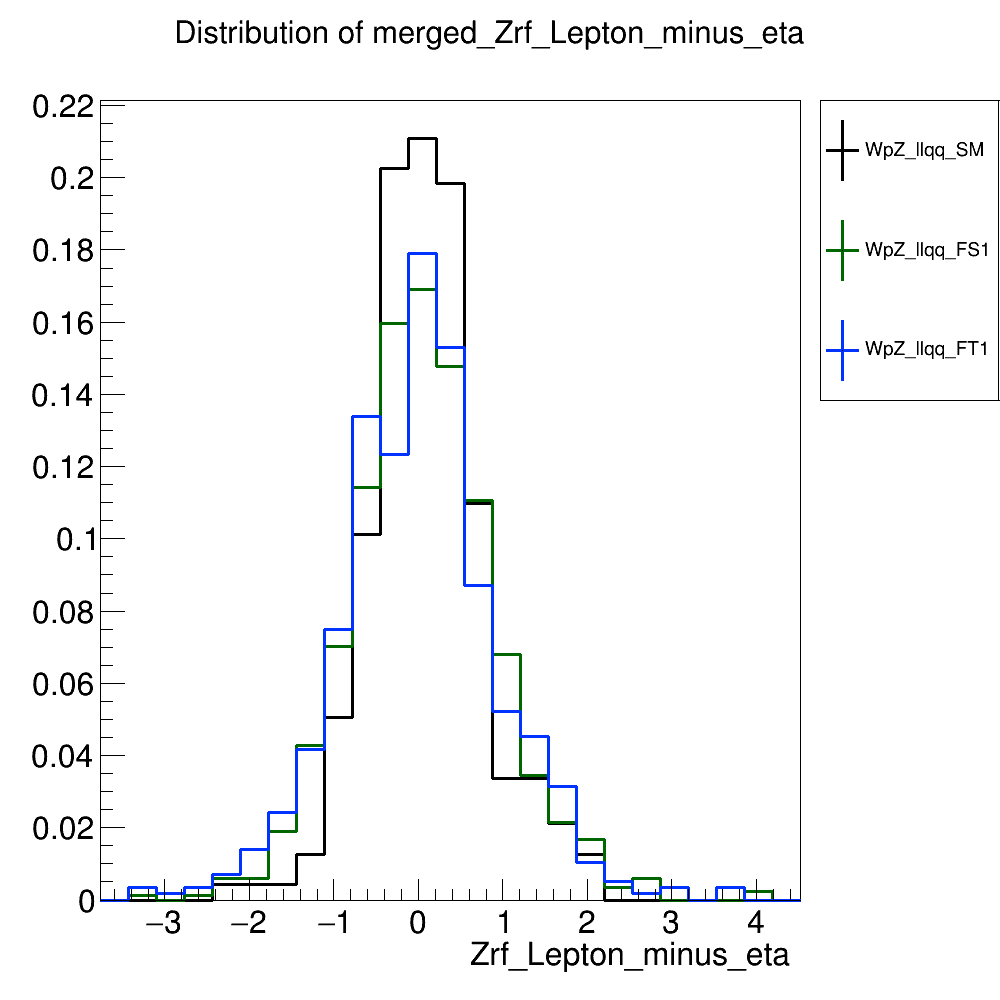 Distribution of merged_Zrf_Lepton_minus_eta
0.22
0.2
0.18
0.16
0.14
0.12
0.1
0.08
0.06
0.04
0.02
0
−3 −2 −1 0 1 2 3 4
Zrf_Lepton_minus_eta
WpZ_llqq_SM
WpZ_llqq_FS1
WpZ_llqq_FT1